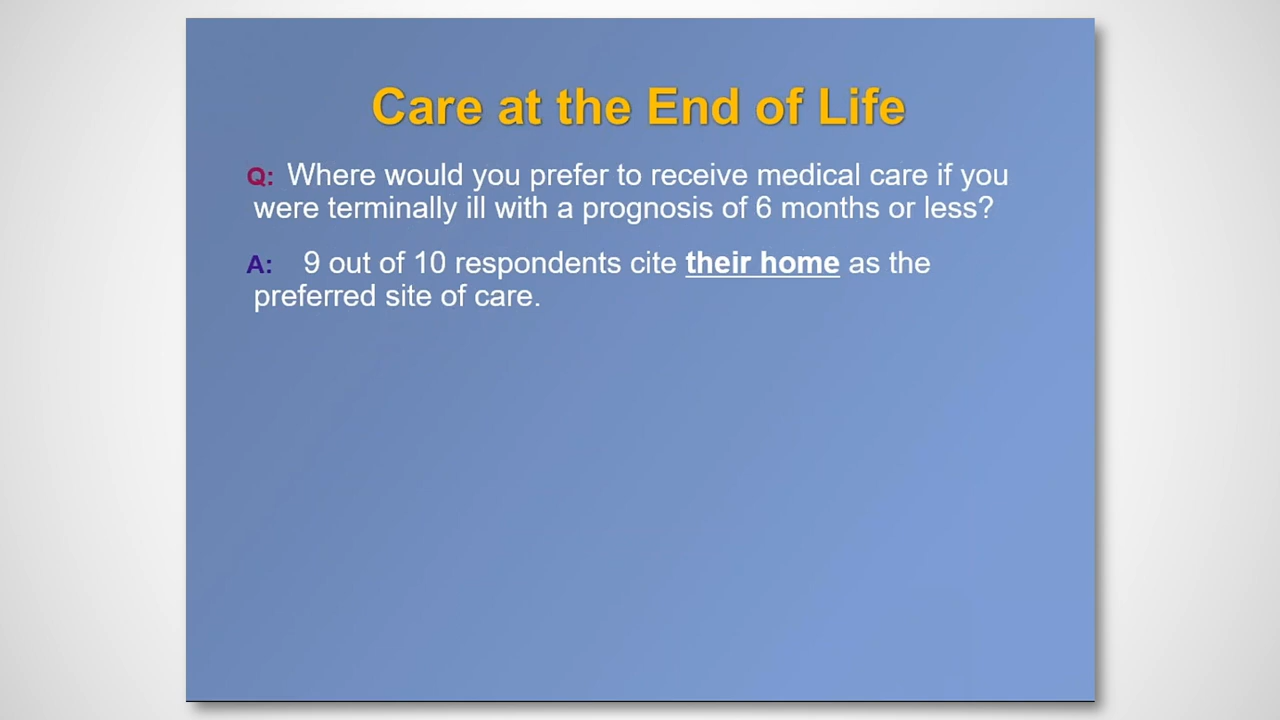 Care at the End of Life
Q: Where would you prefer to receive medical care if you
were terminally ill with a prognosis of 6 months or less?
A: 9 out of 10 respondents cite their home as the
preferred site of care.